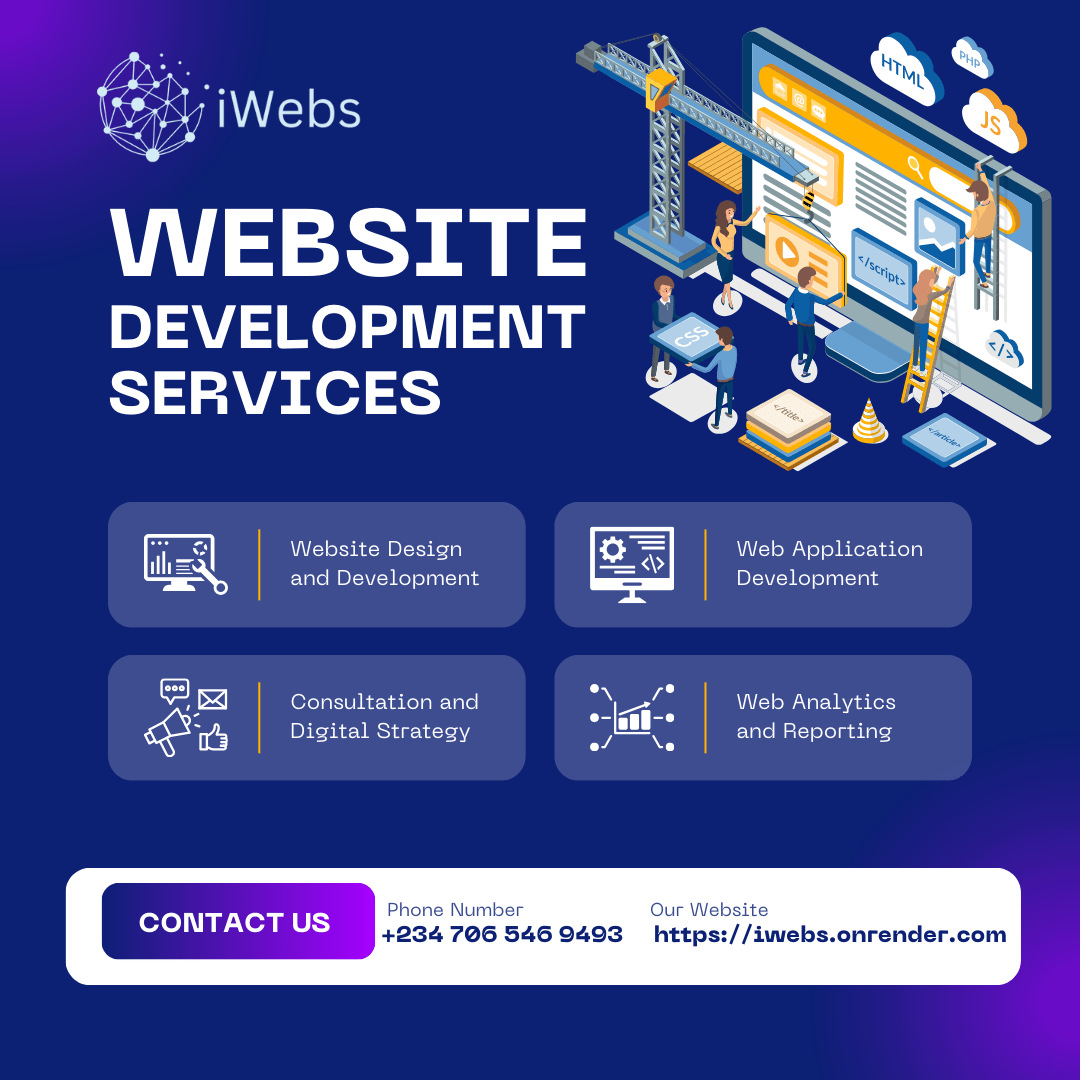 iWebs
WEBSITE
DEVELOPMENT
SERVICES
HTML
PHP
JS
@
</script>
CSS
</title>
</article>
</>
Website Design
and Development
Web Application
Development
</>
Consultation and
Digital Strategy
Web Analytics
and Reporting
CONTACT US
Phone Number
+234 706 546 9493
Our Website
https://iwebs.onrender.com